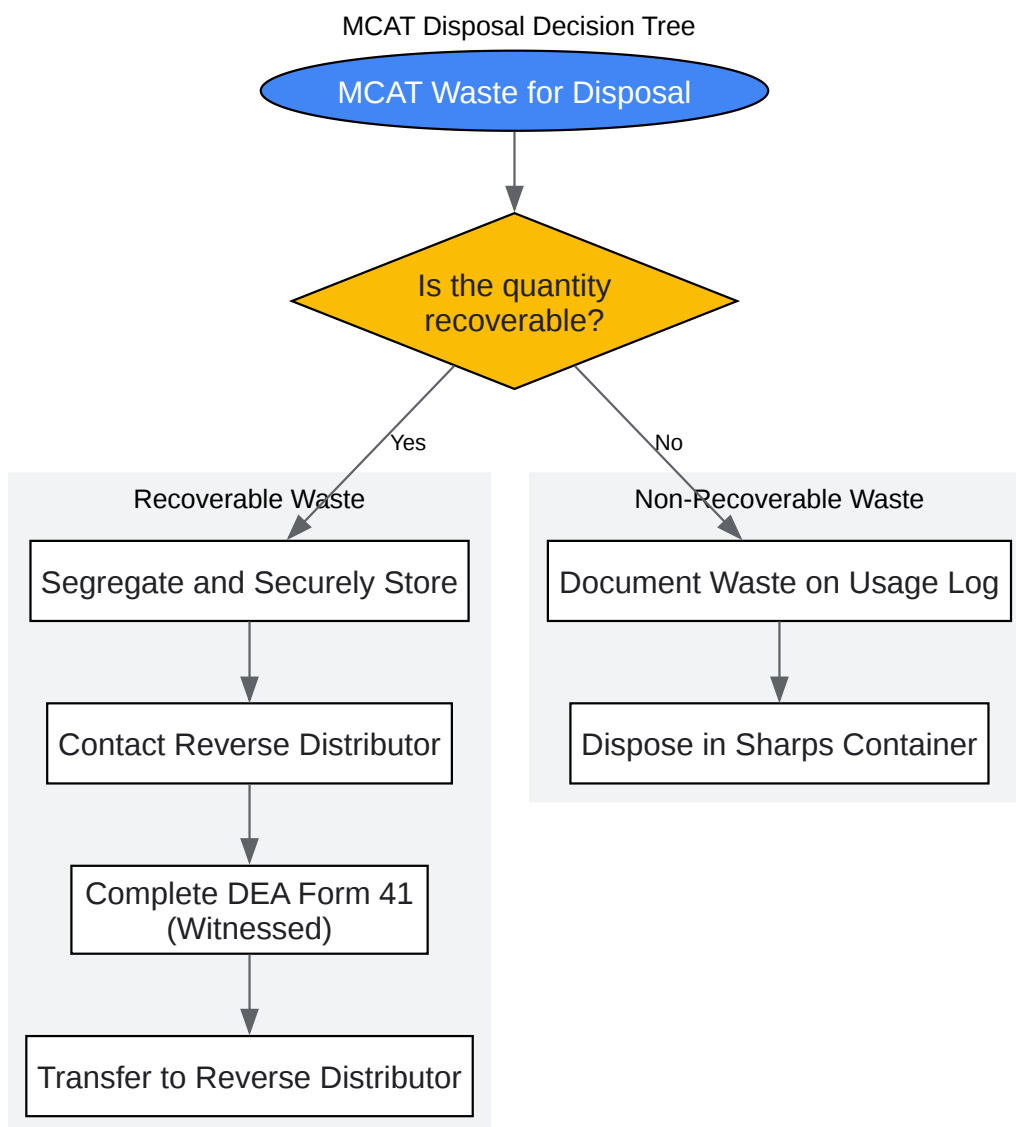 MCAT Disposal Decision Tree
MCAT Waste for Disposal
Is the quantity
recoverable?
Yes
No
Recoverable Waste
Non-Recoverable Waste
Segregate and Securely Store
Document Waste on Usage Log
Contact Reverse Distributor
Dispose in Sharps Container
Complete DEA Form 41
(Witnessed)
Transfer to Reverse Distributor